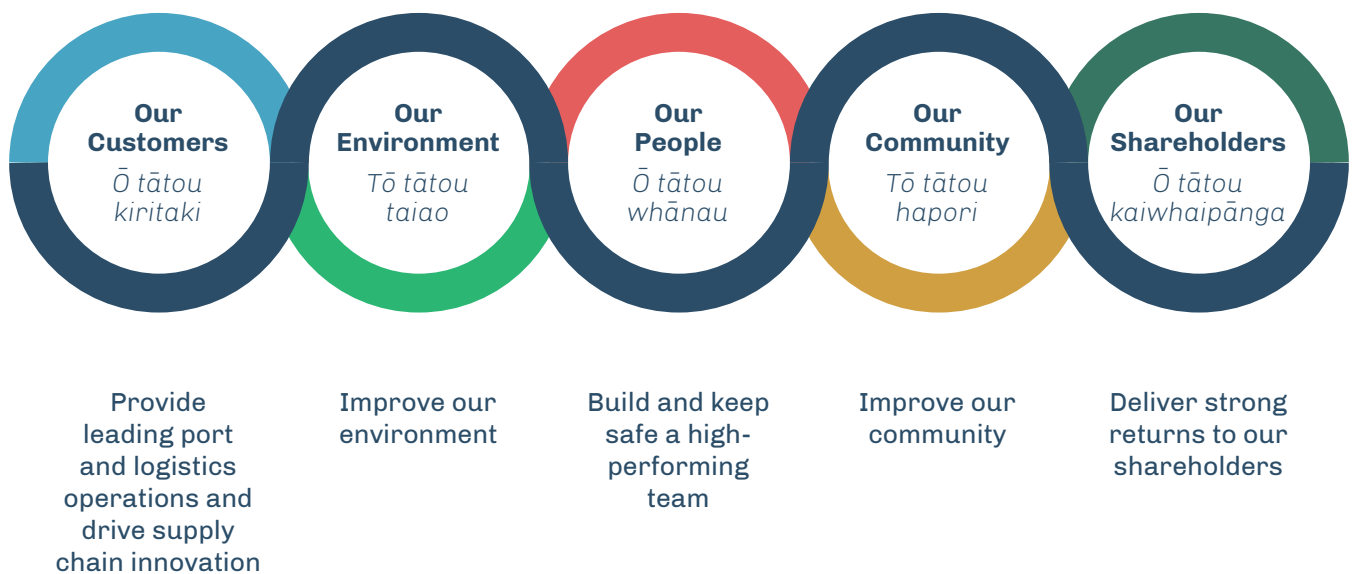 Our
Customers
Ō tātou
kiritaki
Our
Environment
Tō tātou
taiao
Our
People
Ō tātou
whānau
Our
Community
Tō tātou
hapori
Our
Shareholders
Ō tātou
kaiwhaipānga
Provide
leading port
and logistics
operations and
drive supply
chain innovation
Improve our
environment
Build and keep
safe a high-
performing
team
Improve our
community
Deliver strong
returns to our
shareholders